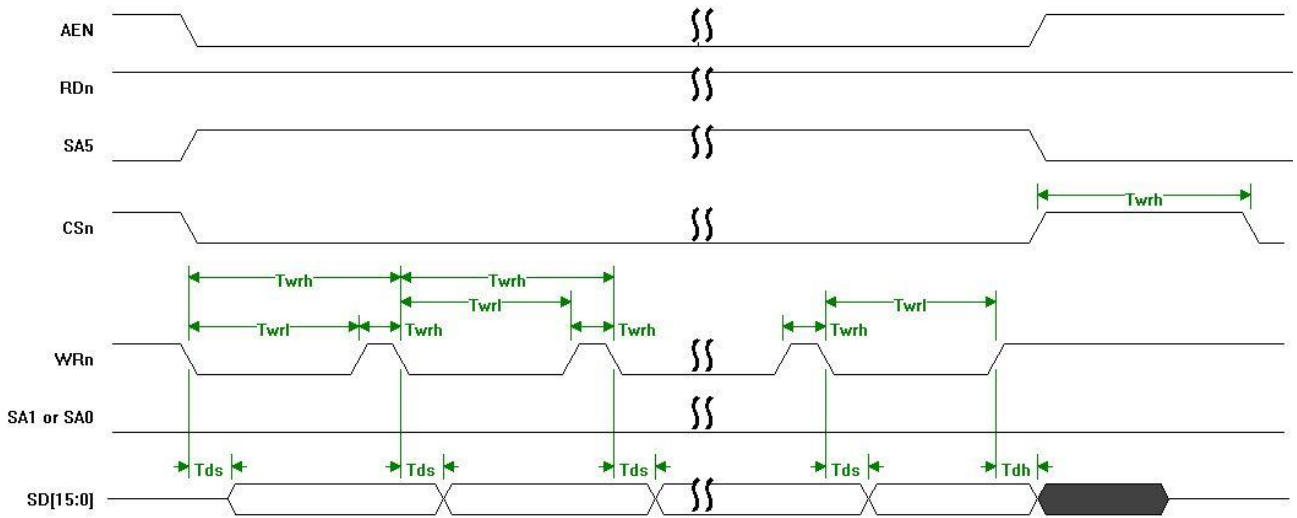 AEN
RDn
SA5
Twrh
CSn
Twrh Twrh
Twrl Twrl
Twrl Twrh Twrh Twrh
WRn
SA1 or SA0
Tds Tds Tds Tds Tdh
SD[15:0]